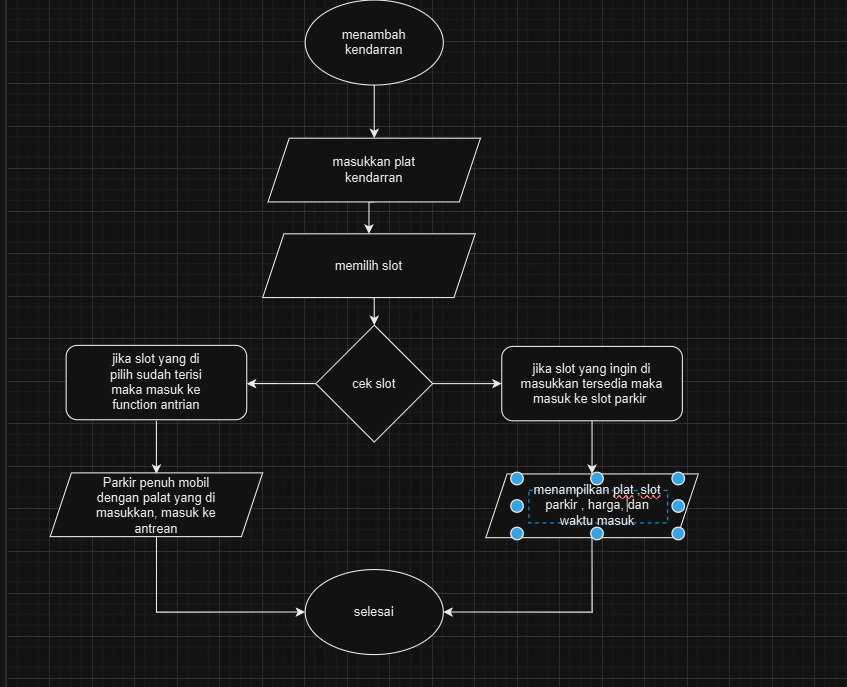 menambah
kendarran
masukkan plat
kendarran
memilih slot
cek slot
jika slot yang di
pilih sudah terisi
maka masuk ke
function antrian
jika slot yang ingin di
masukkan tersedia maka
masuk ke slot parkir
Parkir penuh mobil
dengan palat yang di
masukkan, masuk ke
antrean
menampilkan plat ,slot
parkir , harga, dan
waktu masuk
selesai